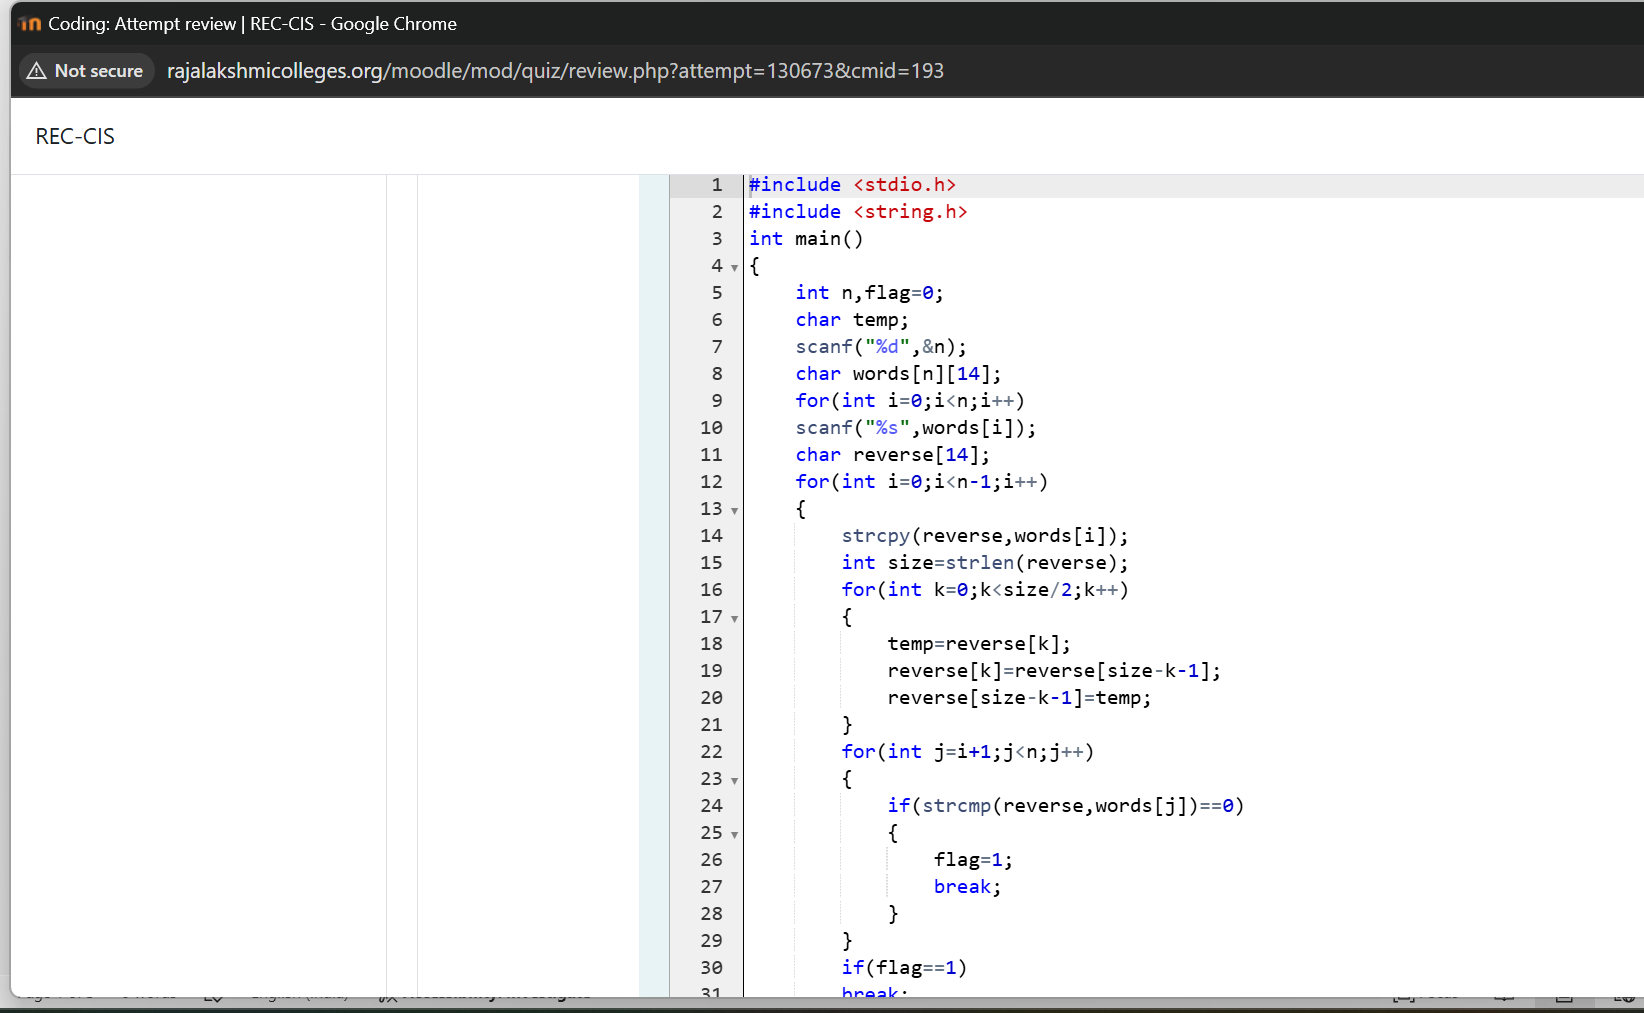 Coding: Attempt review | REC-CIS - Google Chrome
Not secure rajalakshmicolleges.org/moodle/mod/quiz/review.php?attempt=130673&cmid=193
REC-CIS
1 #include <stdio.h>
2 #include <string.h>
3 int main()
4 {
5     int n,flag=0;
6     char temp;
7     scanf("%d",&n);
8     char words[n][14];
9     for(int i=0;i<n;i++)
10     scanf("%s",words[i]);
11     char reverse[14];
12     for(int i=0;i<n-1;i++)
13     {
14         strcpy(reverse,words[i]);
15         int size=strlen(reverse);
16         for(int k=0;k<size/2;k++)
17         {
18             temp=reverse[k];
19             reverse[k]=reverse[size-k-1];
20             reverse[size-k-1]=temp;
21         }
22         for(int j=i+1;j<n;j++)
23         {
24             if(strcmp(reverse,words[j])==0)
25             {
26                 flag=1;
27                 break;
28             }
29         }
30         if(flag==1)
31         break;